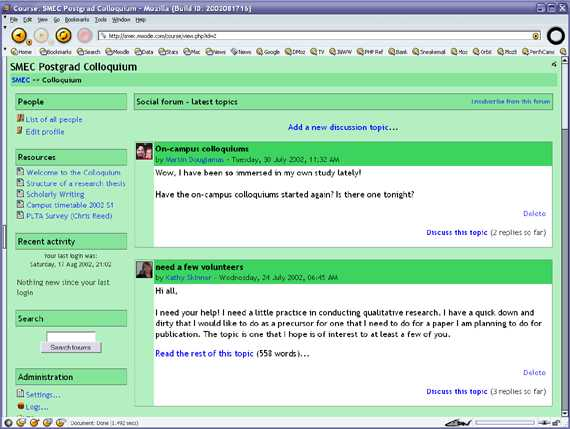 Course: SMEC Postgrad Colloquium - Mozilla {Build ID: 2002081716}
File Edit View Go Bookmarks Tools Window Help
http://smec.moodle.com/course/view.php?id=2
Home Bookmarks Search Moodle Data Stats Mac News Google DMoz TV IWW PHP Ref Bank Sneakemail Moz Orbit Mozit PerthCams
SMEC Postgrad Colloquium
SMEC >> Colloquium
People
List of all people
Edit profile
Resources
Welcome to the Colloquium
Structure of a research thesis
Scholarly Writing
Campus timetable 2002 S1
PLTA Survey (Chris Reed)
Recent activity
Your last login was:
Saturday, 17 Aug 2002, 21:02
Nothing new since your last
login
Search
Search forums
Administration
Settings...
Logs...
Social forum - latest topics
Unsubscribe from this forum
Add a new discussion topic...
On-campus colloquiums
by Martin Dougiamas - Tuesday, 30 July 2002, 11:32 AM
Wow, I have been so immersed in my own study lately!
Have the on-campus colloquiums started again? Is there one tonight?
Delete
Discuss this topic (2 replies so far)
need a few volunteers
by Kathy Skinner - Wednesday, 24 July 2002, 06:45 AM
Hi all,
I need your help! I need a little practice in conducting qualitative research. I have a quick down and
dirty that I would like to do as a precursor for one that I need to do for a paper I am planning to do for
publication. The topic is one that I hope is of interest to at least a few of you.
Read the rest of this topic (558 words)...
Delete
Discuss this topic (3 replies so far)
Document: Done (1.492 secs)